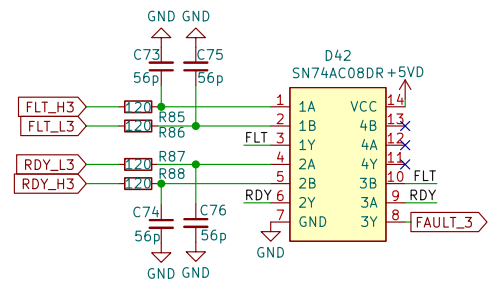 GND GND
C73 C75
56p 56p
D42
SN74AC08DR +5VD
FLT_H3 120 1 1A VCC 14
R85
FLT_L3 120 2 1B 4B 13
R86
FLT 3 1Y 4A 12
RDY_L3 120 R87 4 2A 4Y 11
RDY_H3 120 R88 5 2B 3B 10 FLT
RDY 6 2Y 3A 9 RDY
7 GND 3Y 8 FAULT_3
C74 C76
56p 56p
GND GND GND